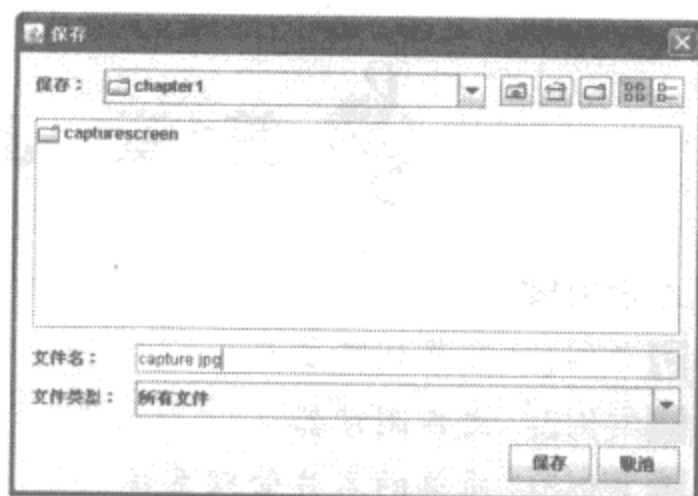 保存
保存： chapter1
capturescreen
文件名： capture jpg
文件类型： 所有文件
保存 取消